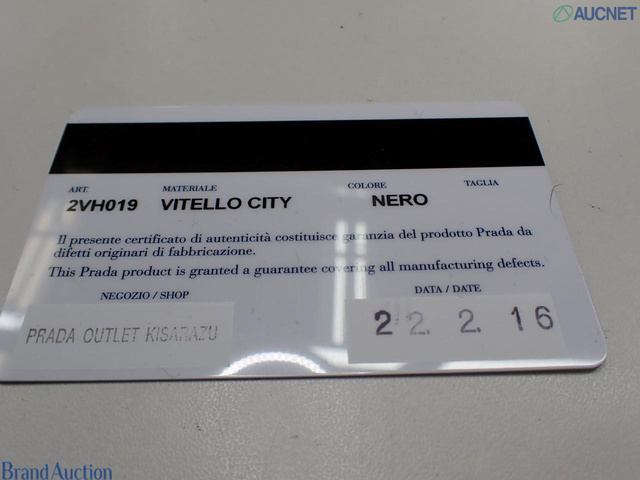 AUCNET
ART. MATERIALE COLORE TAGLIA
2VH019 VITELLO CITY NERO
Il presente certificato di autenticità costituisce garanzia del prodotto Prada da
difetti originari di fabbricazione.
This Prada product is granted a guarantee covering all manufacturing defects.
NEGOZIO / SHOP DATA / DATE
PRADA OUTLET KISARAZU 22. 2. 16
Brand Auction